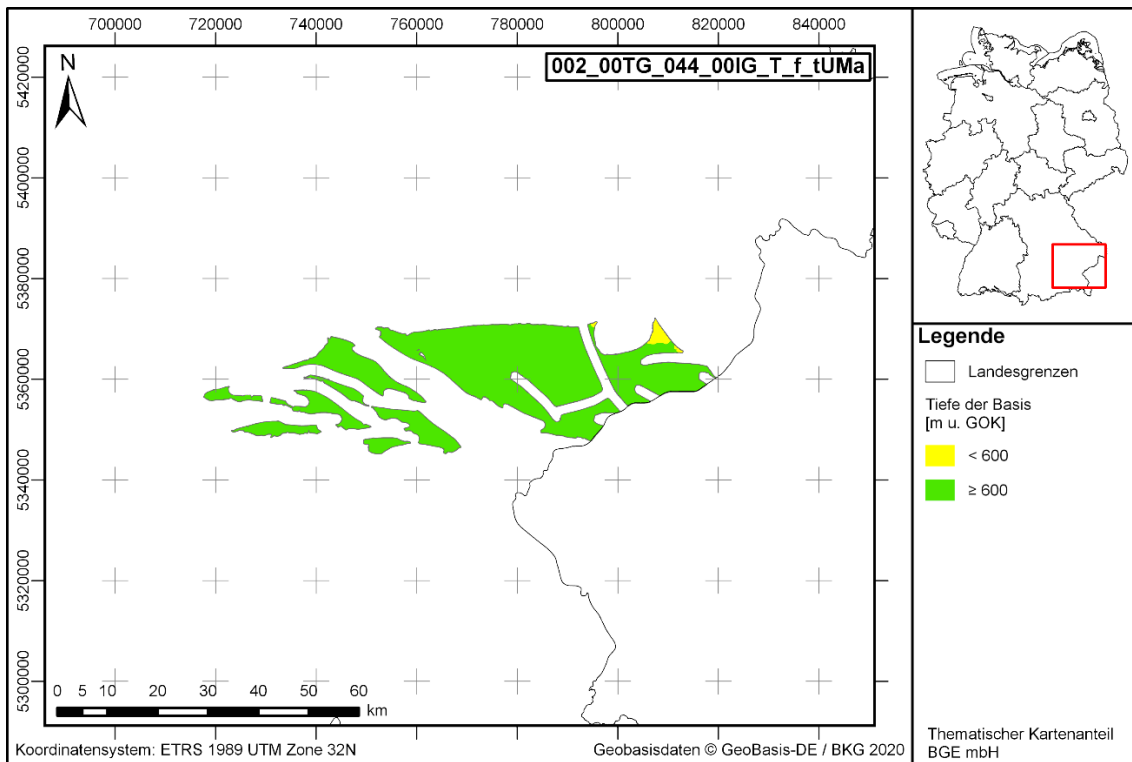 700000 720000 740000 760000 780000 800000 820000 840000
002_00TG_044_00IG_T_f_tUMa
N
5420000
5400000
5380000
5360000
5340000
5320000
5300000
0 5 10 20 30 40 50 60
km
Koordinatensystem: ETRS 1989 UTM Zone 32N
Geobasisdaten © GeoBasis-DE / BKG 2020
Legende
Landesgrenzen
Tiefe der Basis
[m u. GOK]
< 600
≥ 600
Thematischer Kartenanteil
BGE mbH